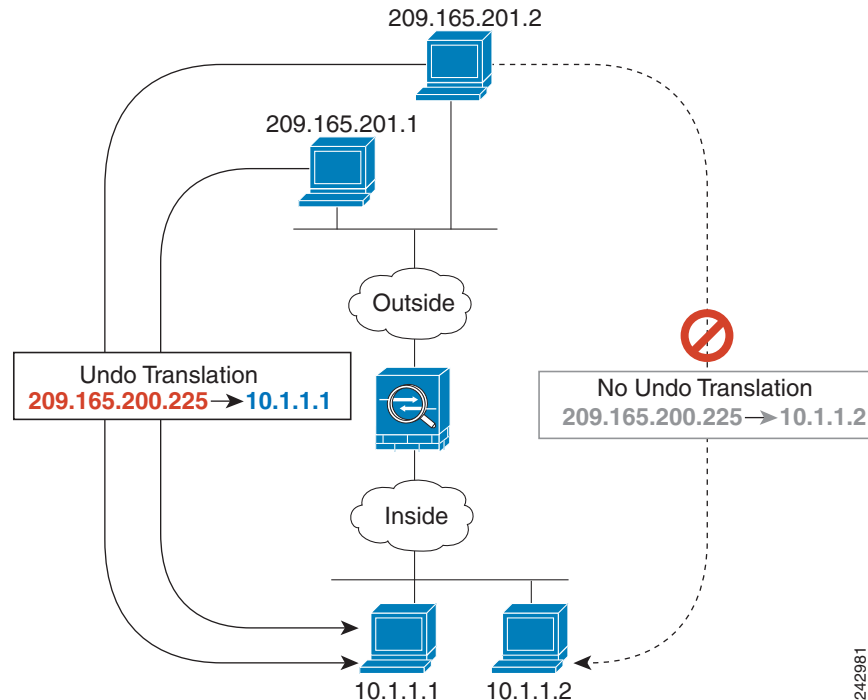 209.165.201.2
209.165.201.1
Outside
Undo Translation
209.165.200.225 → 10.1.1.1
No Undo Translation
209.165.200.225 → 10.1.1.2
Inside
10.1.1.1
10.1.1.2
242981